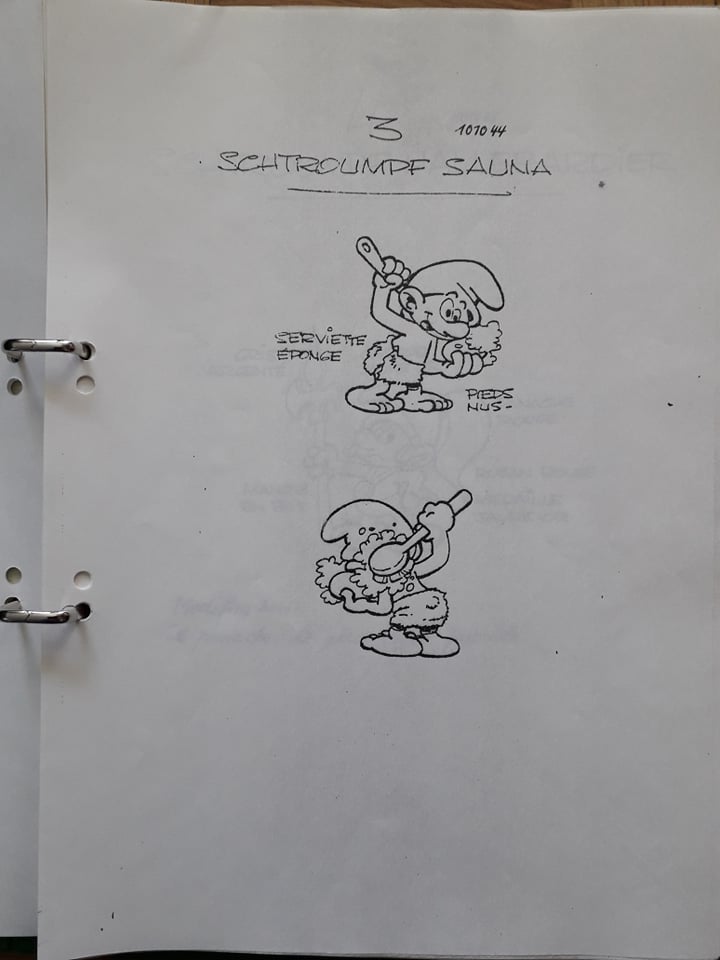 3 101044
SCHTROUMPF SAUNA
SERVIETTE
ÉPONGE
PIEDS
NUS-